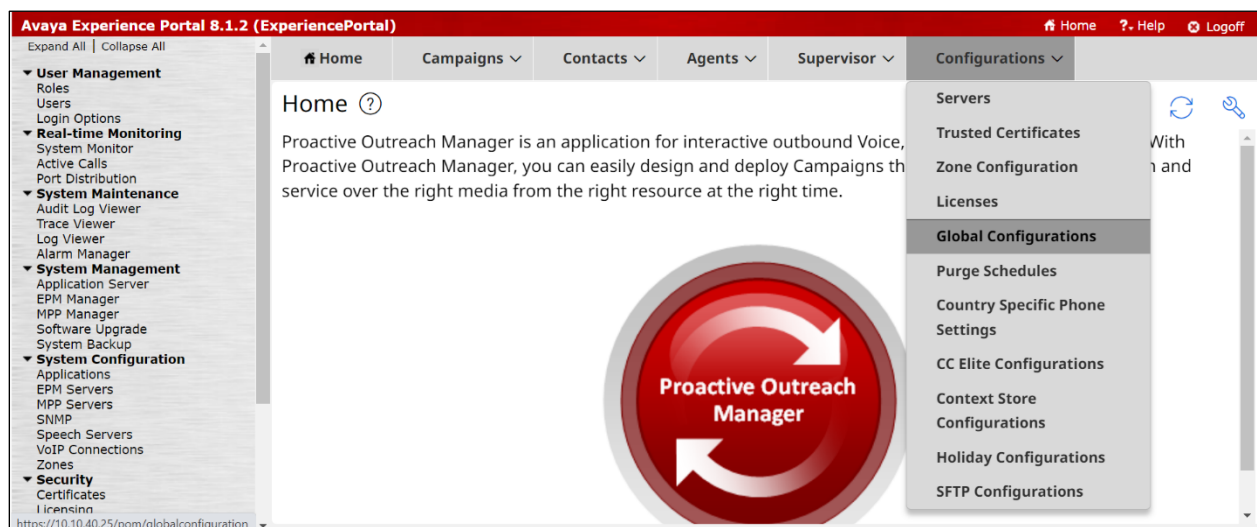 Avaya Experience Portal 8.1.2 (ExperiencePortal)
Home
?
Help
Logoff
Expand All | Collapse All
User Management
Roles
Users
Login Options
Real-time Monitoring
System Monitor
Active Calls
Port Distribution
System Maintenance
Audit Log Viewer
Trace Viewer
Log Viewer
Alarm Manager
System Management
Application Server
EPM Manager
MPP Manager
Software Upgrade
System Backup
System Configuration
Applications
EPM Servers
MPP Servers
SNMP
Speech Servers
VoIP Connections
Zones
Security
Certificates
Licensing
https://10.10.40.25/pom/globalconfiguration
Home
Campaigns
Contacts
Agents
Supervisor
Configurations
Home ?
Proactive Outreach Manager is an application for interactive outbound Voice, With
Proactive Outreach Manager, you can easily design and deploy Campaigns th n and
service over the right media from the right resource at the right time.
Proactive Outreach
Manager
Servers
Trusted Certificates
Zone Configuration
Licenses
Global Configurations
Purge Schedules
Country Specific Phone
Settings
CC Elite Configurations
Context Store
Configurations
Holiday Configurations
SFTP Configurations